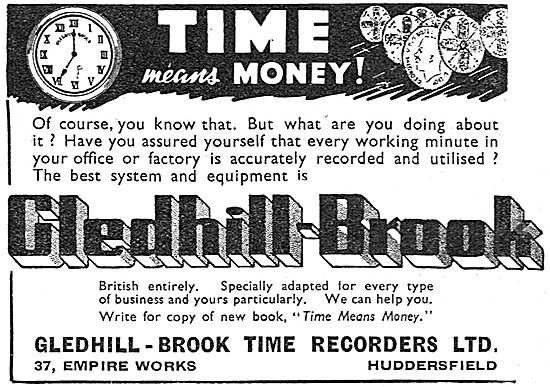 TIME
means MONEY!
Of course, you know that. But what are you doing about
it? Have you assured yourself that every working minute in
your office or factory is accurately recorded and utilised?
The best system and equipment is
Gledhill-Brook
British entirely. Specially adapted for every type
of business and yours particularly. We can help you.
Write for copy of new book, "Time Means Money."
GLEDHILL-BROOK TIME RECORDERS LTD.
37, EMPIRE WORKS HUDDERSFIELD